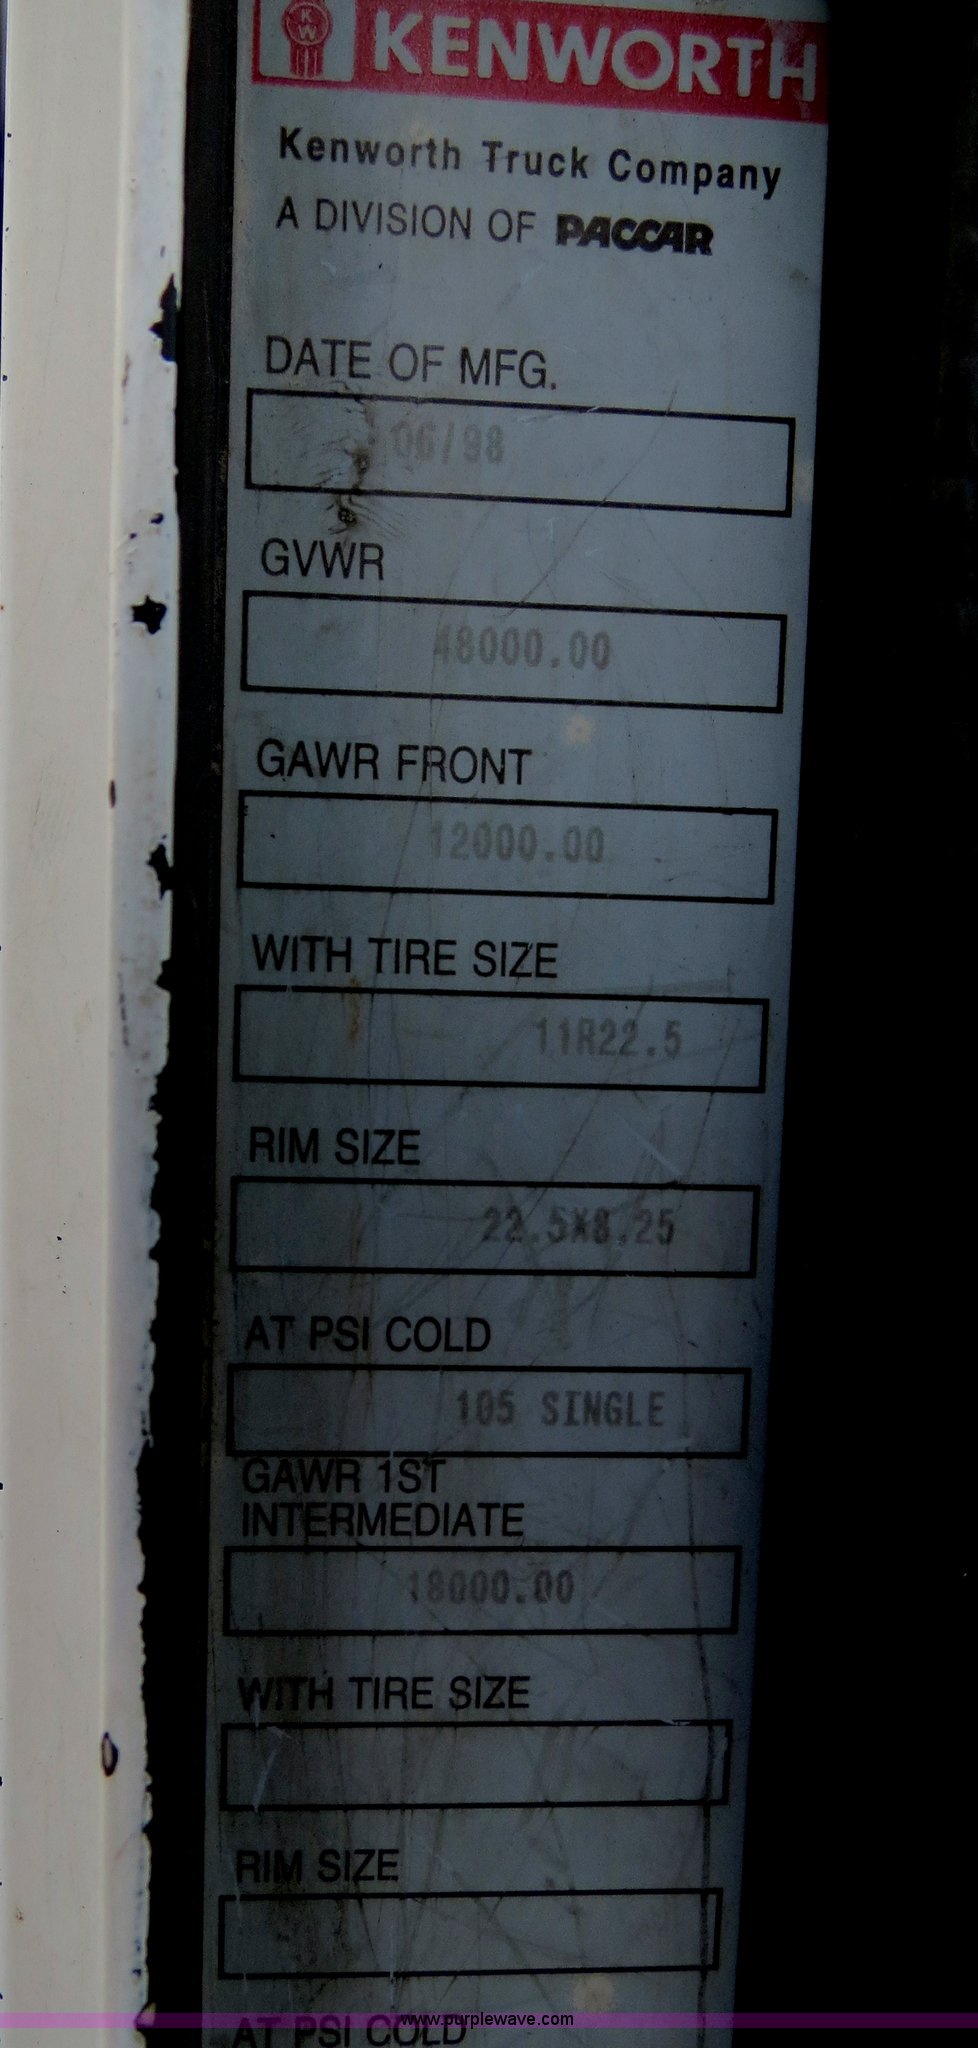 KW
KENWORTH
Kenworth Truck Company
A DIVISION OF PACCAR
DATE OF MFG.
06/98
GVWR
48000.00
GAWR FRONT
12000.00
WITH TIRE SIZE
11R22.5
RIM SIZE
22.5X8.25
AT PSI COLD
105 SINGLE
GAWR 1ST
INTERMEDIATE
18000.00
WITH TIRE SIZE
RIM SIZE
AT PSI COLD
www.purplewave.com